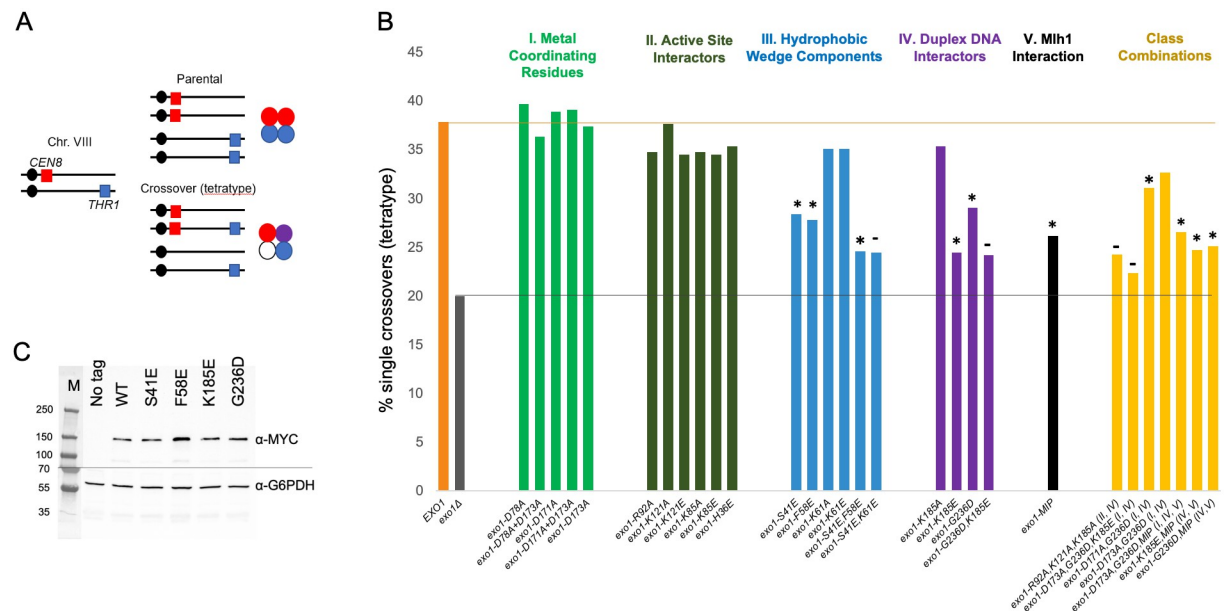 A
Parental
Chr. VIII
CEN8
THR1
Crossover (tetratype)
B
I. Metal
Coordinating
Residues
II. Active Site
Interactors
III. Hydrophobic
Wedge Components
IV. Duplex DNA
Interactors
V. Mlh1
Interaction
Class
Combinations
% single crossovers (tetratype)
45
40
35
30
25
20
15
10
5
0
* * * -
* * -
*
- - * * * *
EXO1
exo1Δ
exo1-D78A
exo1-D78A+D173A
exo1-D171A
exo1-D171A+D173A
exo1-D173A
exo1-R92A
exo1-K121A
exo1-K121E
exo1-K85A
exo1-K85E
exo1-H36E
exo1-S41E
exo1-F58E
exo1-K61A
exo1-K61E
exo1-S41E,F58E
exo1-S41E,K61E
exo1-K185A
exo1-K185E
exo1-G236D
exo1-G236D,K185E
exo1-MIP
exo1-R92A,K121A,K185A (II, IV)
exo1-D173A,G236D,K185E (I, IV)
exo1-D171A,G236D (I, IV)
exo1-D173A,G236D (I, IV)
exo1-D173A,G236D,MIP (I, IV, V)
exo1-K185E,MIP (IV, V)
exo1-G236D,MIP (IV,V)
C
M
No tag
WT
S41E
F58E
K185E
G236D
250
150
100
70
55
35
α-MYC
α-G6PDH